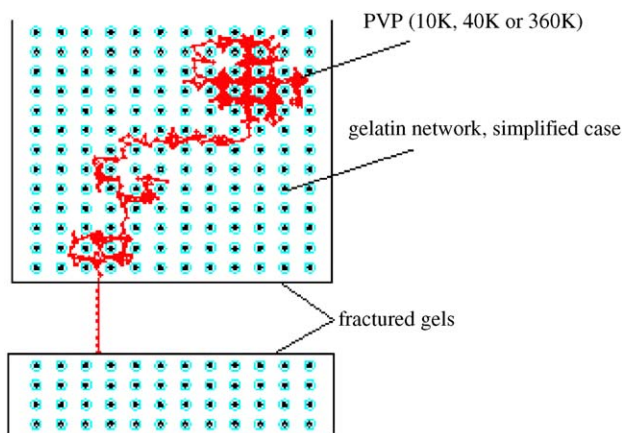 PVP (10K, 40K or 360K)
gelatin network, simplified case
fractured gels